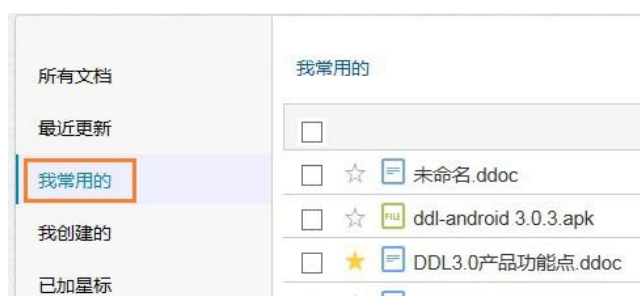 所有文档
最近更新
我常用的
我创建的
已加星标
我常用的
未命名.ddoc
FILE ddl-android 3.0.3.apk
DDL3.0产品功能点.ddoc